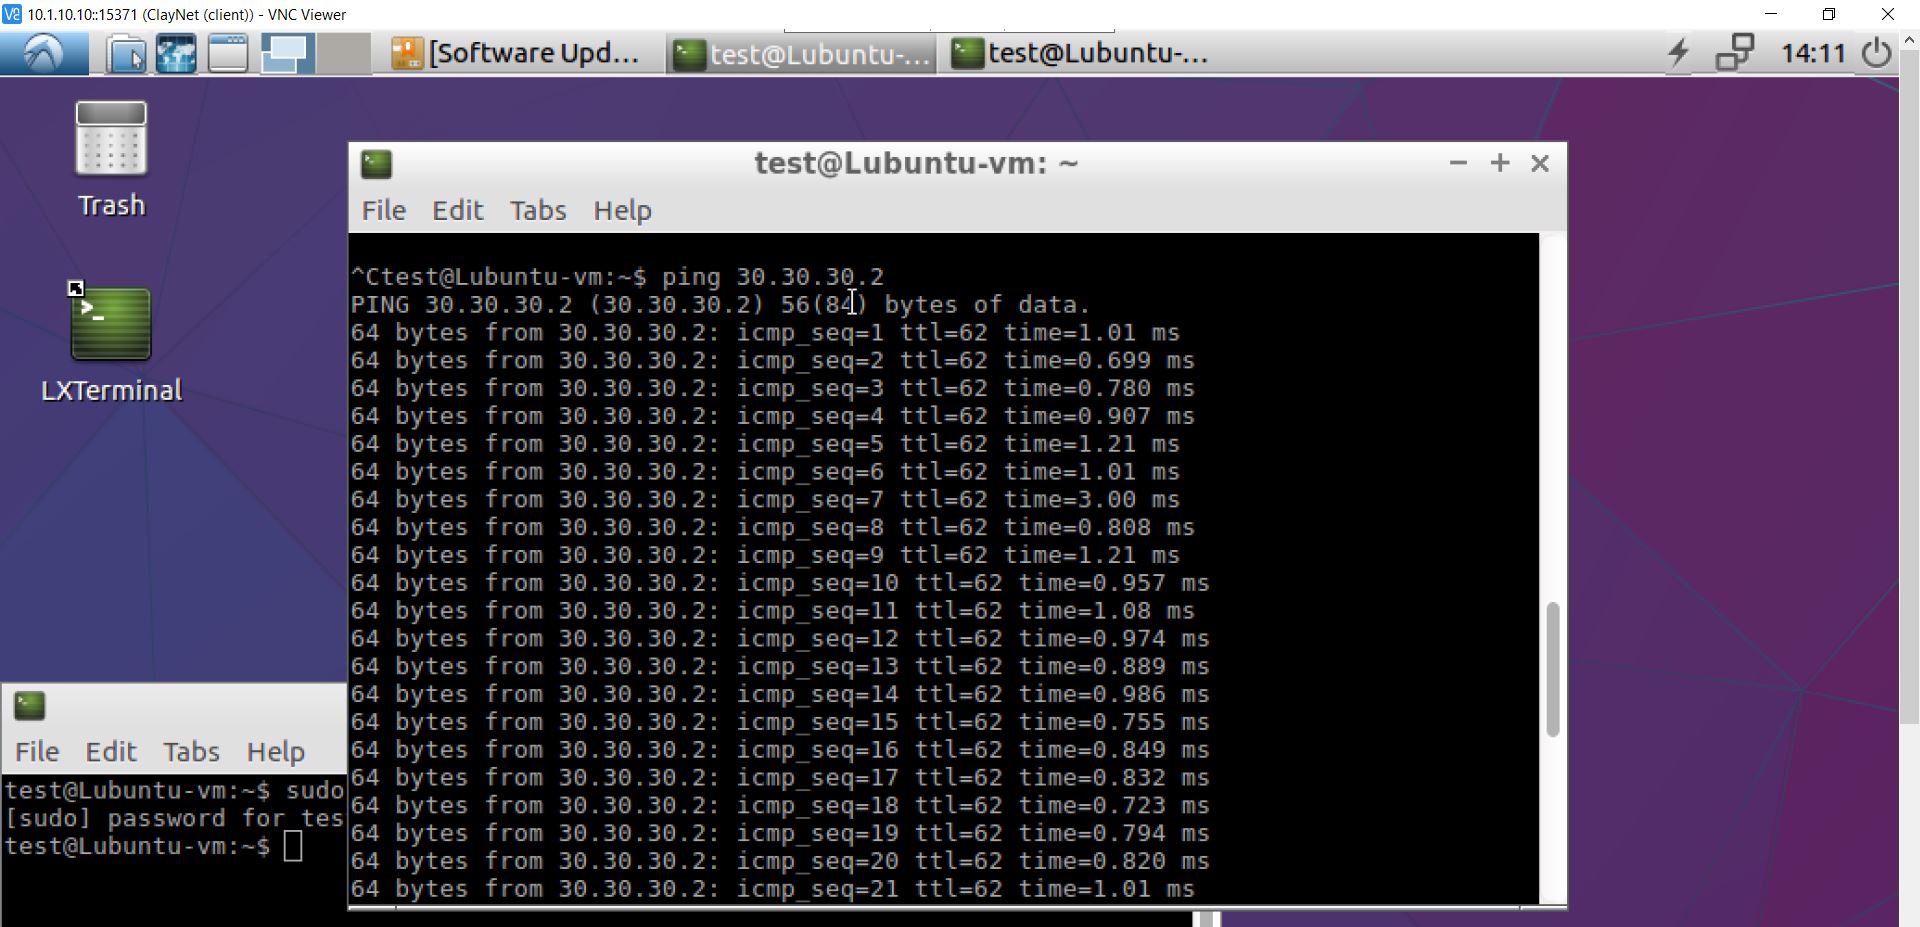 10.1.10.10::15371 (ClayNet (client)) - VNC Viewer
[Software Upd...
test@Lubuntu-...
test@Lubuntu-...
14:11
Trash
LXTerminal
test@Lubuntu-vm: ~
File Edit Tabs Help
^Ctest@Lubuntu-vm:~$ ping 30.30.30.2
PING 30.30.30.2 (30.30.30.2) 56(84) bytes of data.
64 bytes from 30.30.30.2: icmp_seq=1 ttl=62 time=1.01 ms
64 bytes from 30.30.30.2: icmp_seq=2 ttl=62 time=0.699 ms
64 bytes from 30.30.30.2: icmp_seq=3 ttl=62 time=0.780 ms
64 bytes from 30.30.30.2: icmp_seq=4 ttl=62 time=0.907 ms
64 bytes from 30.30.30.2: icmp_seq=5 ttl=62 time=1.21 ms
64 bytes from 30.30.30.2: icmp_seq=6 ttl=62 time=1.01 ms
64 bytes from 30.30.30.2: icmp_seq=7 ttl=62 time=3.00 ms
64 bytes from 30.30.30.2: icmp_seq=8 ttl=62 time=0.808 ms
64 bytes from 30.30.30.2: icmp_seq=9 ttl=62 time=1.21 ms
64 bytes from 30.30.30.2: icmp_seq=10 ttl=62 time=0.957 ms
64 bytes from 30.30.30.2: icmp_seq=11 ttl=62 time=1.08 ms
64 bytes from 30.30.30.2: icmp_seq=12 ttl=62 time=0.974 ms
64 bytes from 30.30.30.2: icmp_seq=13 ttl=62 time=0.889 ms
64 bytes from 30.30.30.2: icmp_seq=14 ttl=62 time=0.986 ms
64 bytes from 30.30.30.2: icmp_seq=15 ttl=62 time=0.755 ms
64 bytes from 30.30.30.2: icmp_seq=16 ttl=62 time=0.849 ms
64 bytes from 30.30.30.2: icmp_seq=17 ttl=62 time=0.832 ms
64 bytes from 30.30.30.2: icmp_seq=18 ttl=62 time=0.723 ms
64 bytes from 30.30.30.2: icmp_seq=19 ttl=62 time=0.794 ms
64 bytes from 30.30.30.2: icmp_seq=20 ttl=62 time=0.820 ms
64 bytes from 30.30.30.2: icmp_seq=21 ttl=62 time=1.01 ms
File Edit Tabs Help
test@Lubuntu-vm:~$ sudo
[sudo] password for tes
test@Lubuntu-vm:~$